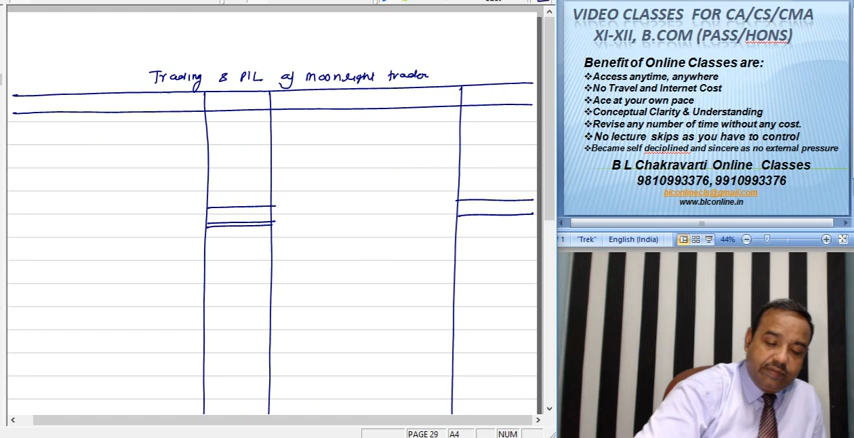 Trading & P/L of moonlight trader
PAGE 29 A4 NUM
VIDEO CLASSES FOR CA/CS/CMA
XI-XII, B.COM (PASS/HONS)
Benefit of Online Classes are:
❖Access anytime, anywhere
❖No Travel and Internet Cost
❖Ace at your own pace
❖Conceptual Clarity & Understanding
❖Revise any number of time without any cost.
❖No lecture skips as you have to control
❖Became self deciplined and sincere as no external pressure
B L Chakravarti Online Classes
9810993376, 9910993376
blconlinecls@gmail.com
www.blconline.in
1 "Trek" English (India) 44%